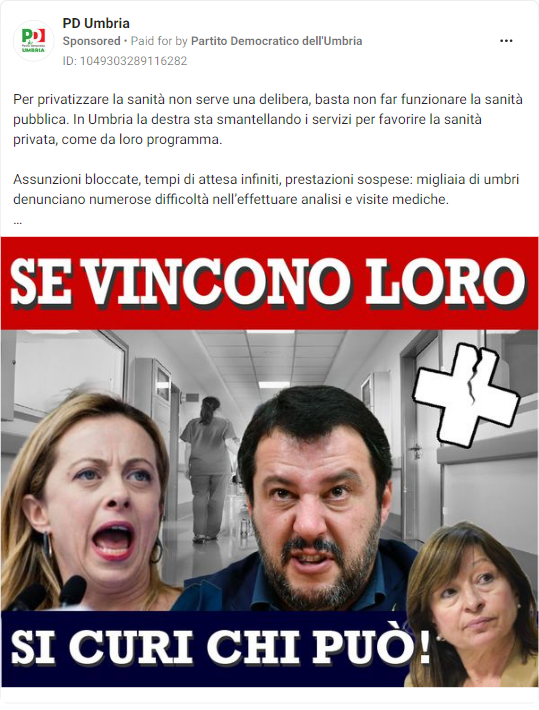 PD Umbria
Sponsored • Paid for by Partito Democratico dell'Umbria
ID: 1049303289116282
PD
Partito Democratico
UMBRIA
Per privatizzare la sanità non serve una delibera, basta non far funzionare la sanità
pubblica. In Umbria la destra sta smantellando i servizi per favorire la sanità
privata, come da loro programma.
Assunzioni bloccate, tempi di attesa infiniti, prestazioni sospese: migliaia di umbri
denunciano numerose difficoltà nell'effettuare analisi e visite mediche.
...
SE VINCONO LORO
SI CURI CHI PUÒ!